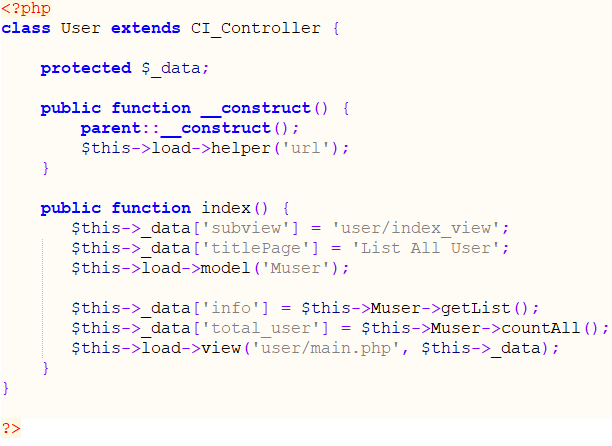 <?php
class User extends CI_Controller {
protected $_data;
public function __construct() {
parent::__construct();
$this->load->helper('url');
}
public function index() {
$this->_data['subview'] = 'user/index_view';
$this->_data['titlePage'] = 'List All User';
$this->load->model('Muser');
$this->_data['info'] = $this->Muser->getList();
$this->_data['total_user'] = $this->Muser->countAll();
$this->load->view('user/main.php', $this->_data);
}
}
?>